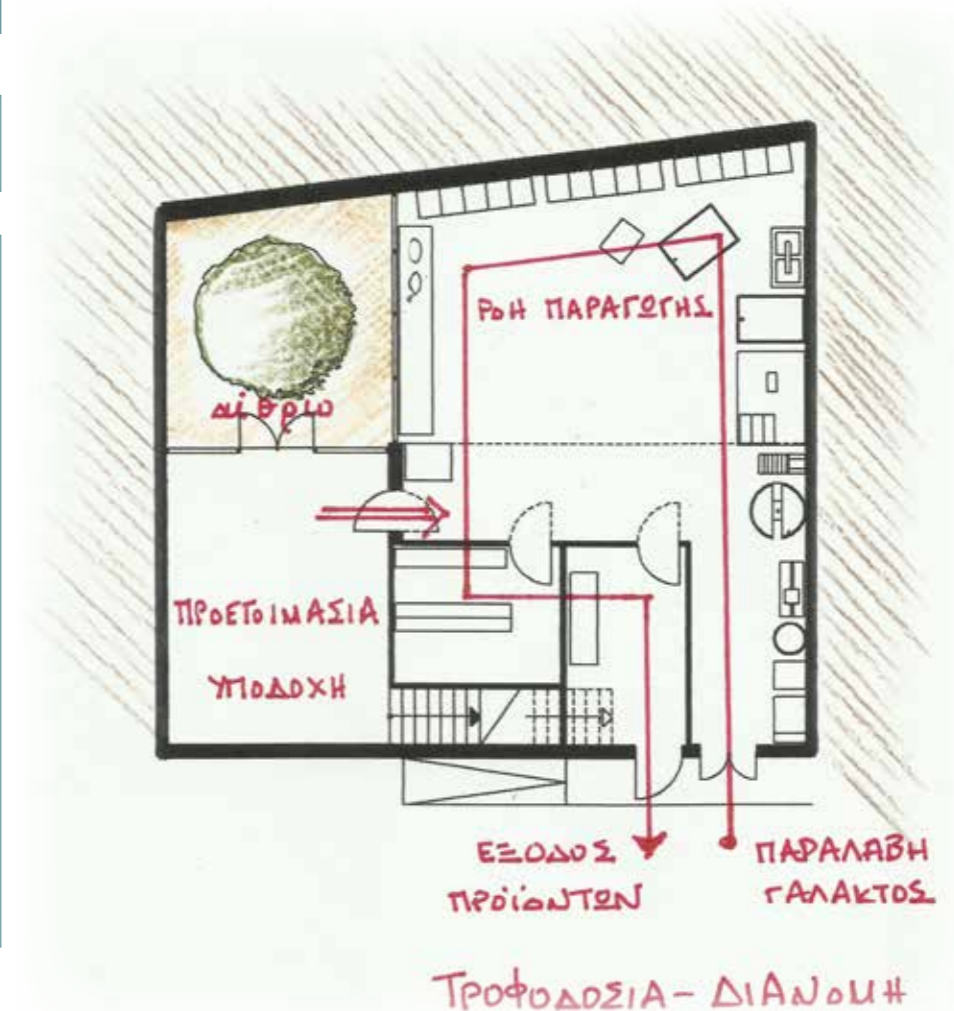 αίθριο
ΡΟΗ ΠΑΡΑΓΩΓΗΣ
ΠΡΟΕΤΟΙΜΑΣΙΑ
ΥΠΟΔΟΧΗ
ΕΞΟΔΟΣ
ΠΡΟΪΟΝΤΩΝ
ΠΑΡΑΛΑΒΗ
ΓΑΛΑΚΤΟΣ
ΤΡΟΦΟΔΟΣΙΑ - ΔΙΑΝΟΜΗ